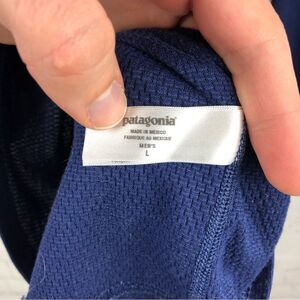 patagonia
MADE IN MEXICO
FABRIQUÉ AU MEXIQUE
MEN'S
L